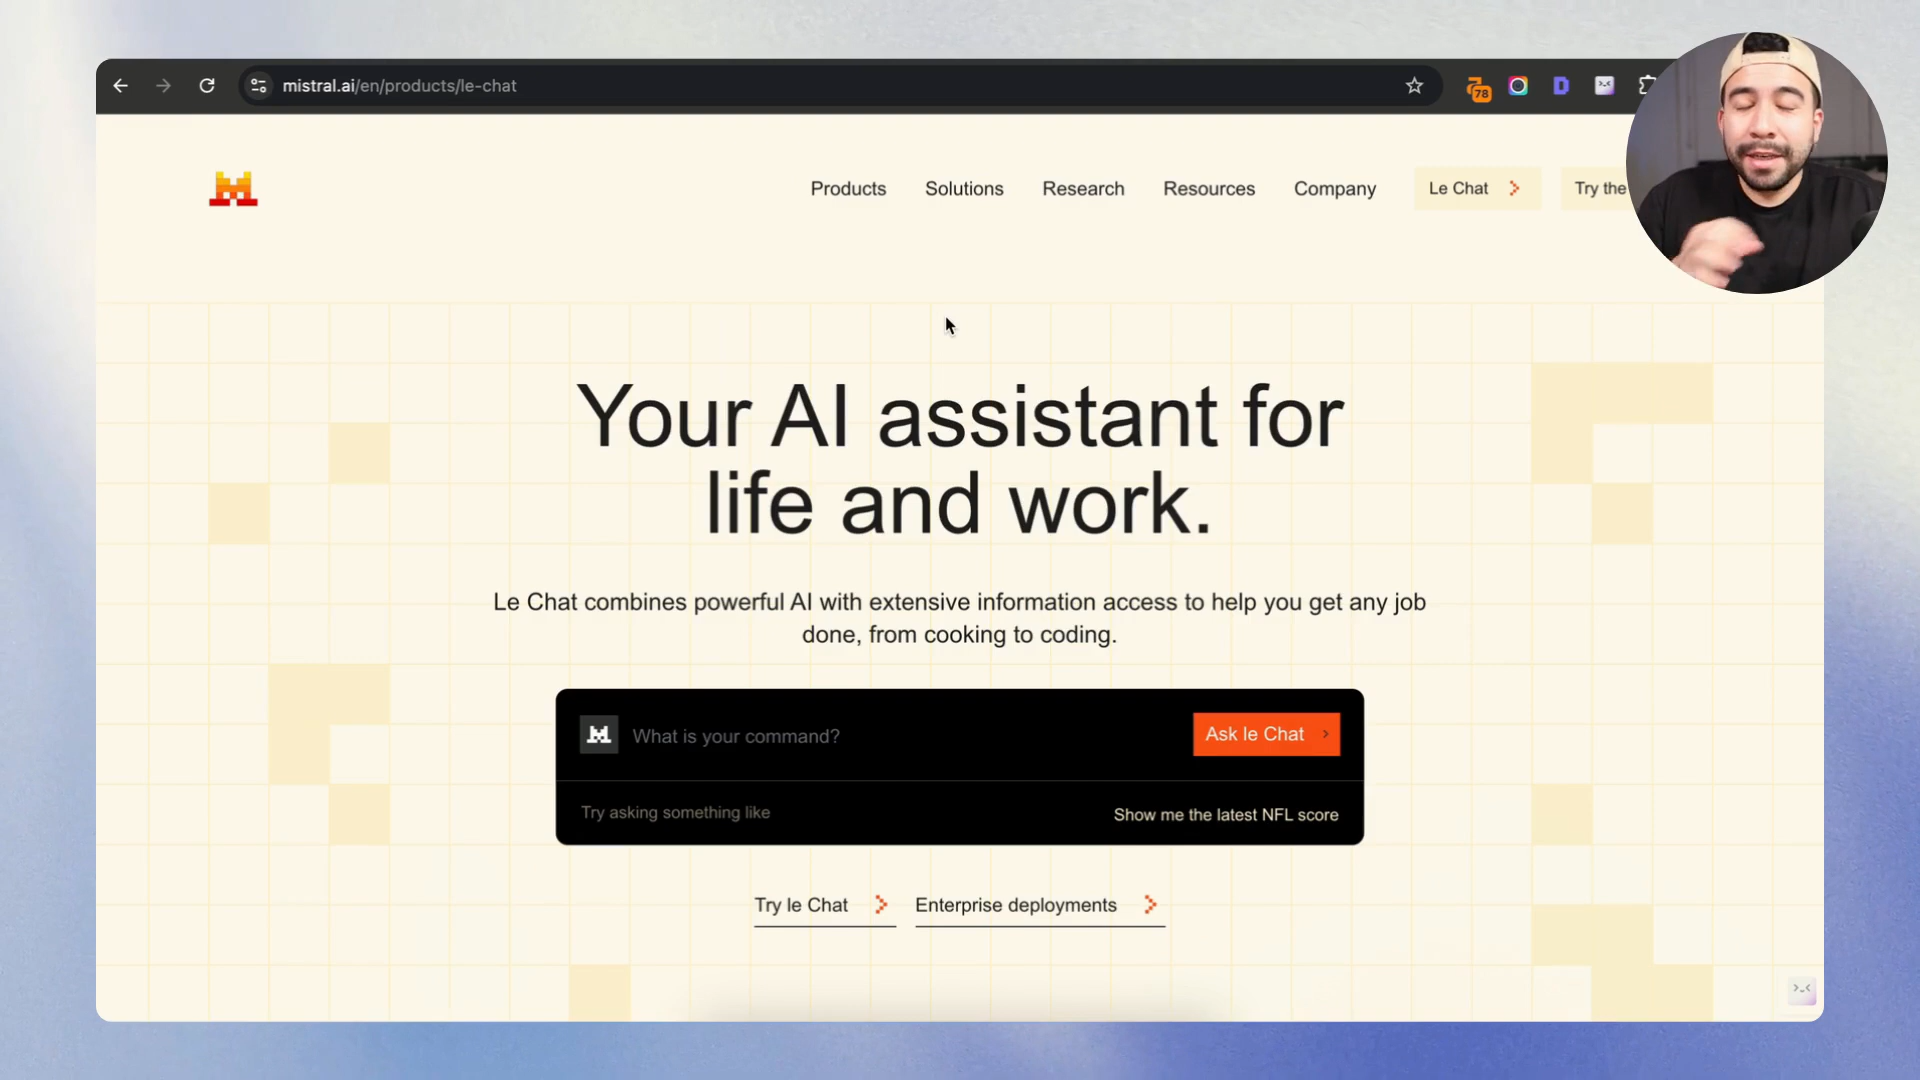 mistral.ai/en/products/le-chat
78
D
Products
Solutions
Research
Resources
Company
Le Chat
Try the
Your AI assistant for
life and work.
Le Chat combines powerful AI with extensive information access to help you get any job
done, from cooking to coding.
What is your command?
Ask le Chat
Try asking something like
Show me the latest NFL score
Try le Chat
Enterprise deployments